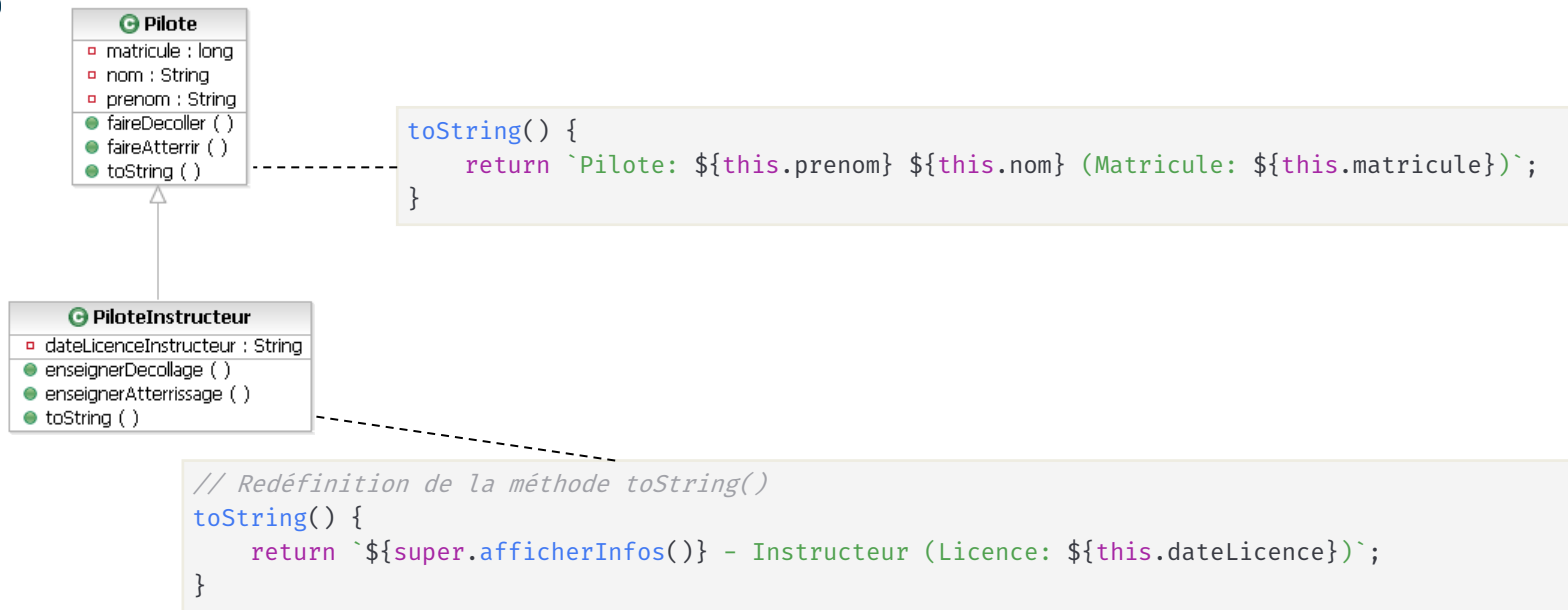 Pilote
matricule : long
nom : String
prenom : String
faireDecoller ( )
faireAtterrir ( )
toString ( )
toString() {
    return `Pilote: ${this.prenom} ${this.nom} (Matricule: ${this.matricule})`;
}
PiloteInstructeur
dateLicenceInstructeur : String
enseignerDecollage ( )
enseignerAtterrissage ( )
toString ( )
// Redéfinition de la méthode toString()
toString() {
    return `${super.afficherInfos()} - Instructeur (Licence: ${this.dateLicence})`;
}